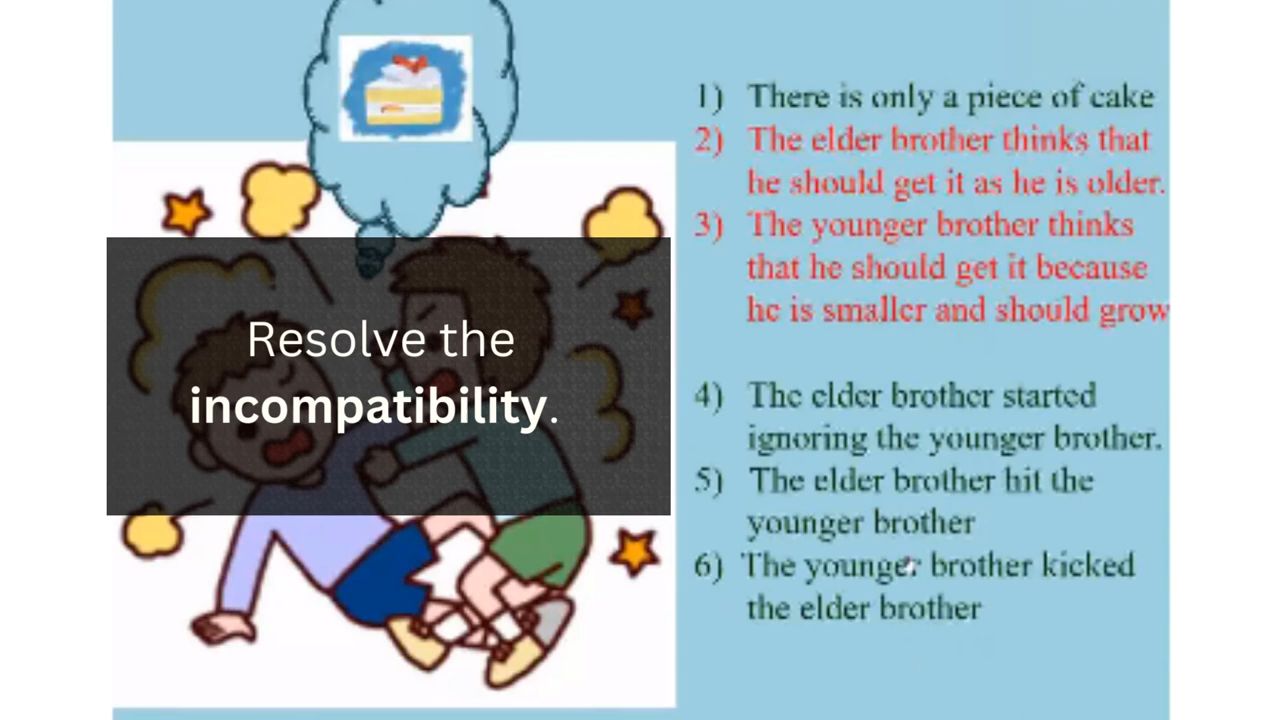 Resolve the
incompatibility.
1) There is only a piece of cake
2) The elder brother thinks that
he should get it as he is older.
3) The younger brother thinks
that he should get it because
he is smaller and should grow
4) The elder brother started
ignoring the younger brother.
5) The elder brother hit the
younger brother
6) The younger brother kicked
the elder brother